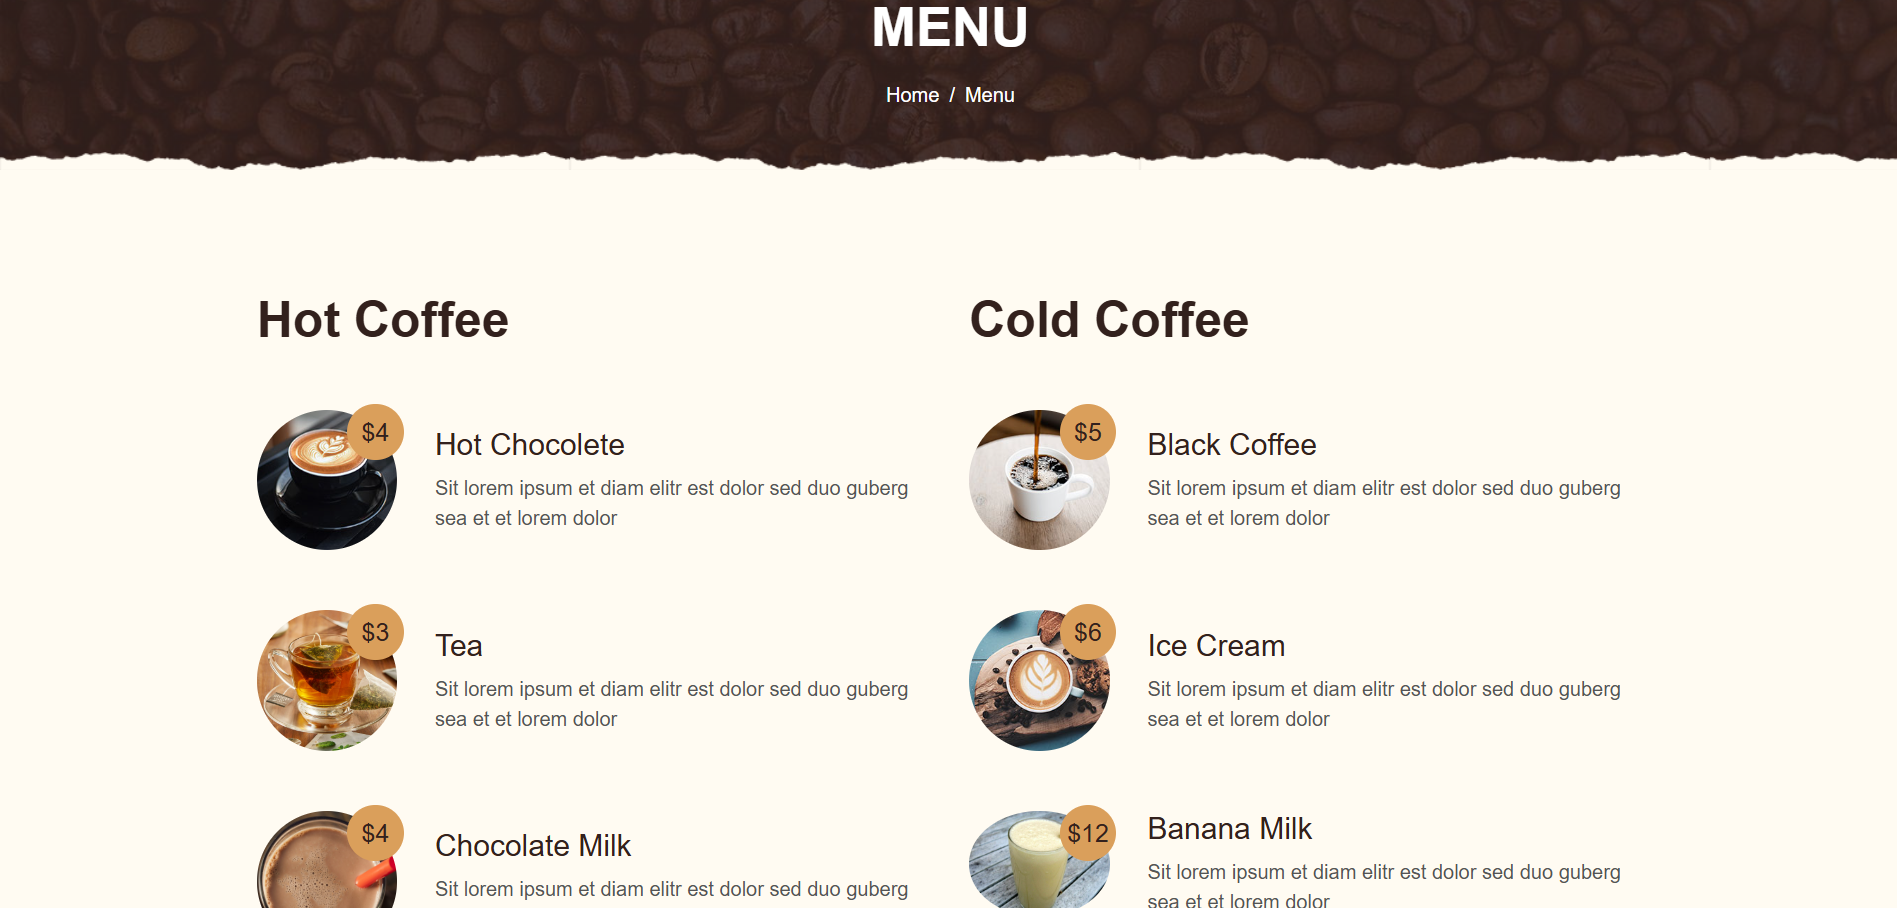 MENU
Home / Menu
Hot Coffee
$4
Hot Chocolete
Sit lorem ipsum et diam elitr est dolor sed duo guberg
sea et et lorem dolor
$3
Tea
Sit lorem ipsum et diam elitr est dolor sed duo guberg
sea et et lorem dolor
$4
Chocolate Milk
Sit lorem ipsum et diam elitr est dolor sed duo guberg
Cold Coffee
$5
Black Coffee
Sit lorem ipsum et diam elitr est dolor sed duo guberg
sea et et lorem dolor
$6
Ice Cream
Sit lorem ipsum et diam elitr est dolor sed duo guberg
sea et et lorem dolor
$12
Banana Milk
Sit lorem ipsum et diam elitr est dolor sed duo guberg
sea et et lorem dolor